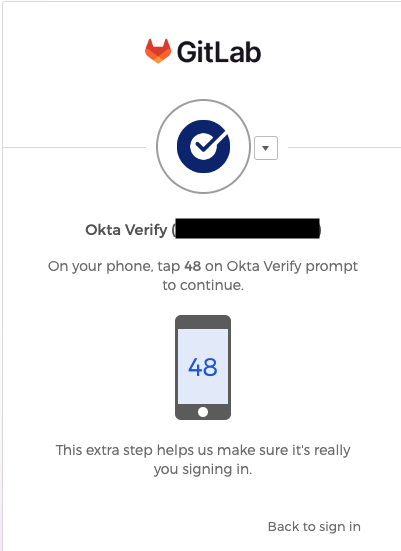 GitLab
Okta Verify ( )
On your phone, tap 48 on Okta Verify prompt
to continue.
48
This extra step helps us make sure it's really
you signing in.
Back to sign in